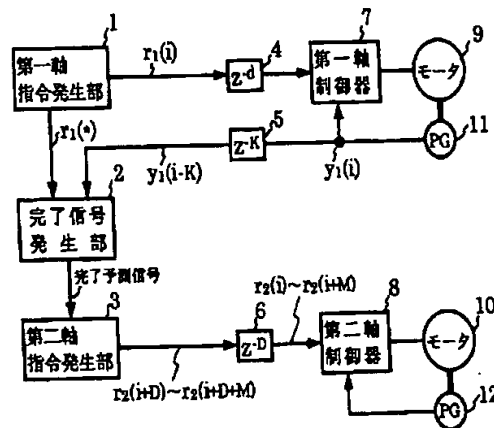 1
第一軸
指令発生部
r₁(i)
4
z⁻ᵈ
7
第一軸
制御器
9
モータ
11
PG
5
z⁻ᴷ
r₁(*)
y₁(i-K)
y₁(i)
2
完了信号
発生部
完了予測信号
3
第二軸
指令発生部
6
z⁻ᴰ
r₂(i)~r₂(i+M)
8
第二軸
制御器
10
モータ
r₂(i+D)~r₂(i+D+M)
PG
12